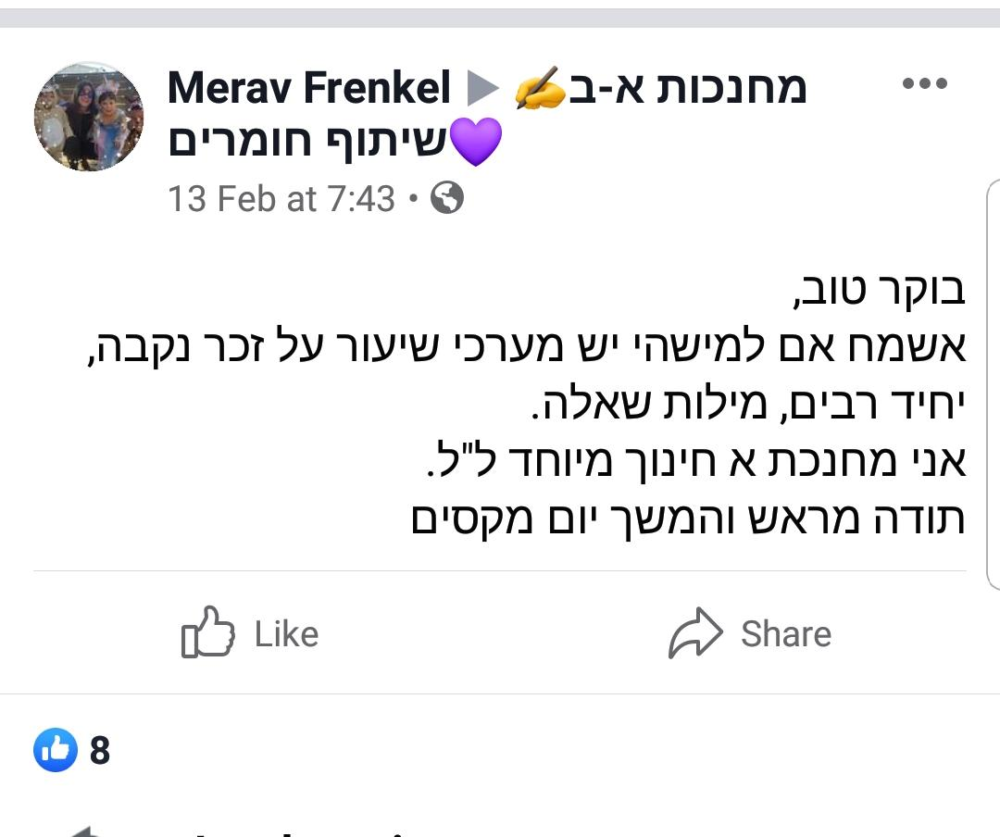 Merav Frenkel ▶ ✍️מחנכות א-ב
שיתוף חומרים💜
13 Feb at 7:43 •
בוקר טוב,
אשמח אם למישהי יש מערכי שיעור על זכר נקבה,
יחיד רבים, מילות שאלה.
אני מחנכת א חינוך מיוחד ל"ל.
תודה מראש והמשך יום מקסים
Like
Share
8